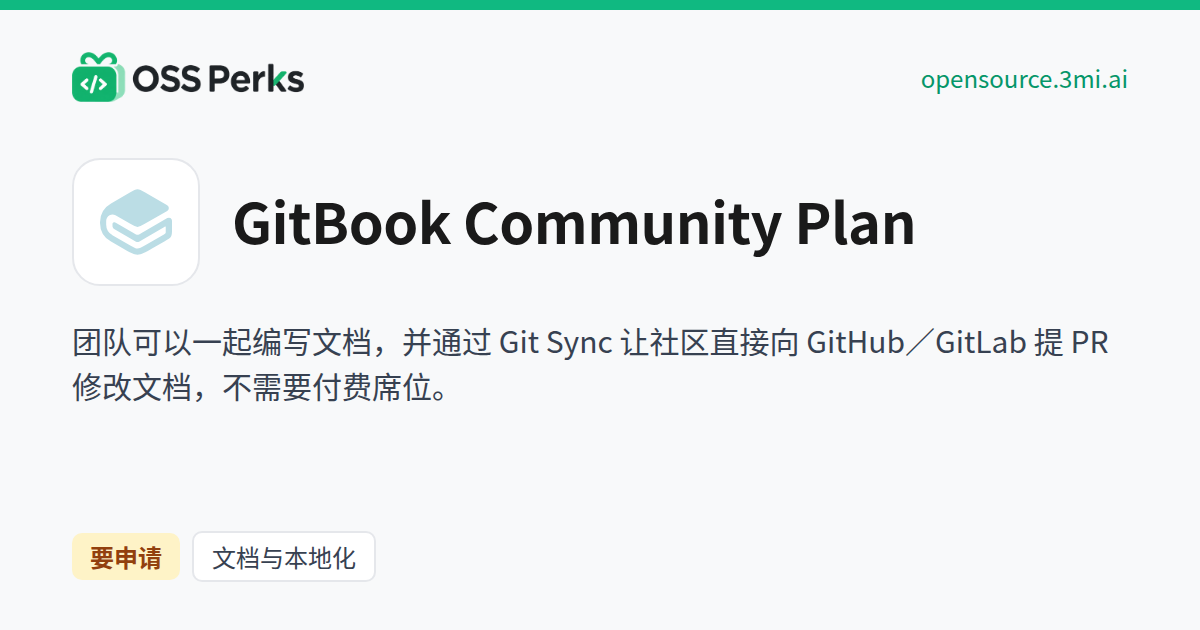 OSS Perks
opensource.3mi.ai
GitBook Community Plan
团队可以一起编写文档，并通过 Git Sync 让社区直接向 GitHub／GitLab 提 PR
修改文档，不需要付费席位。
要申请
文档与本地化